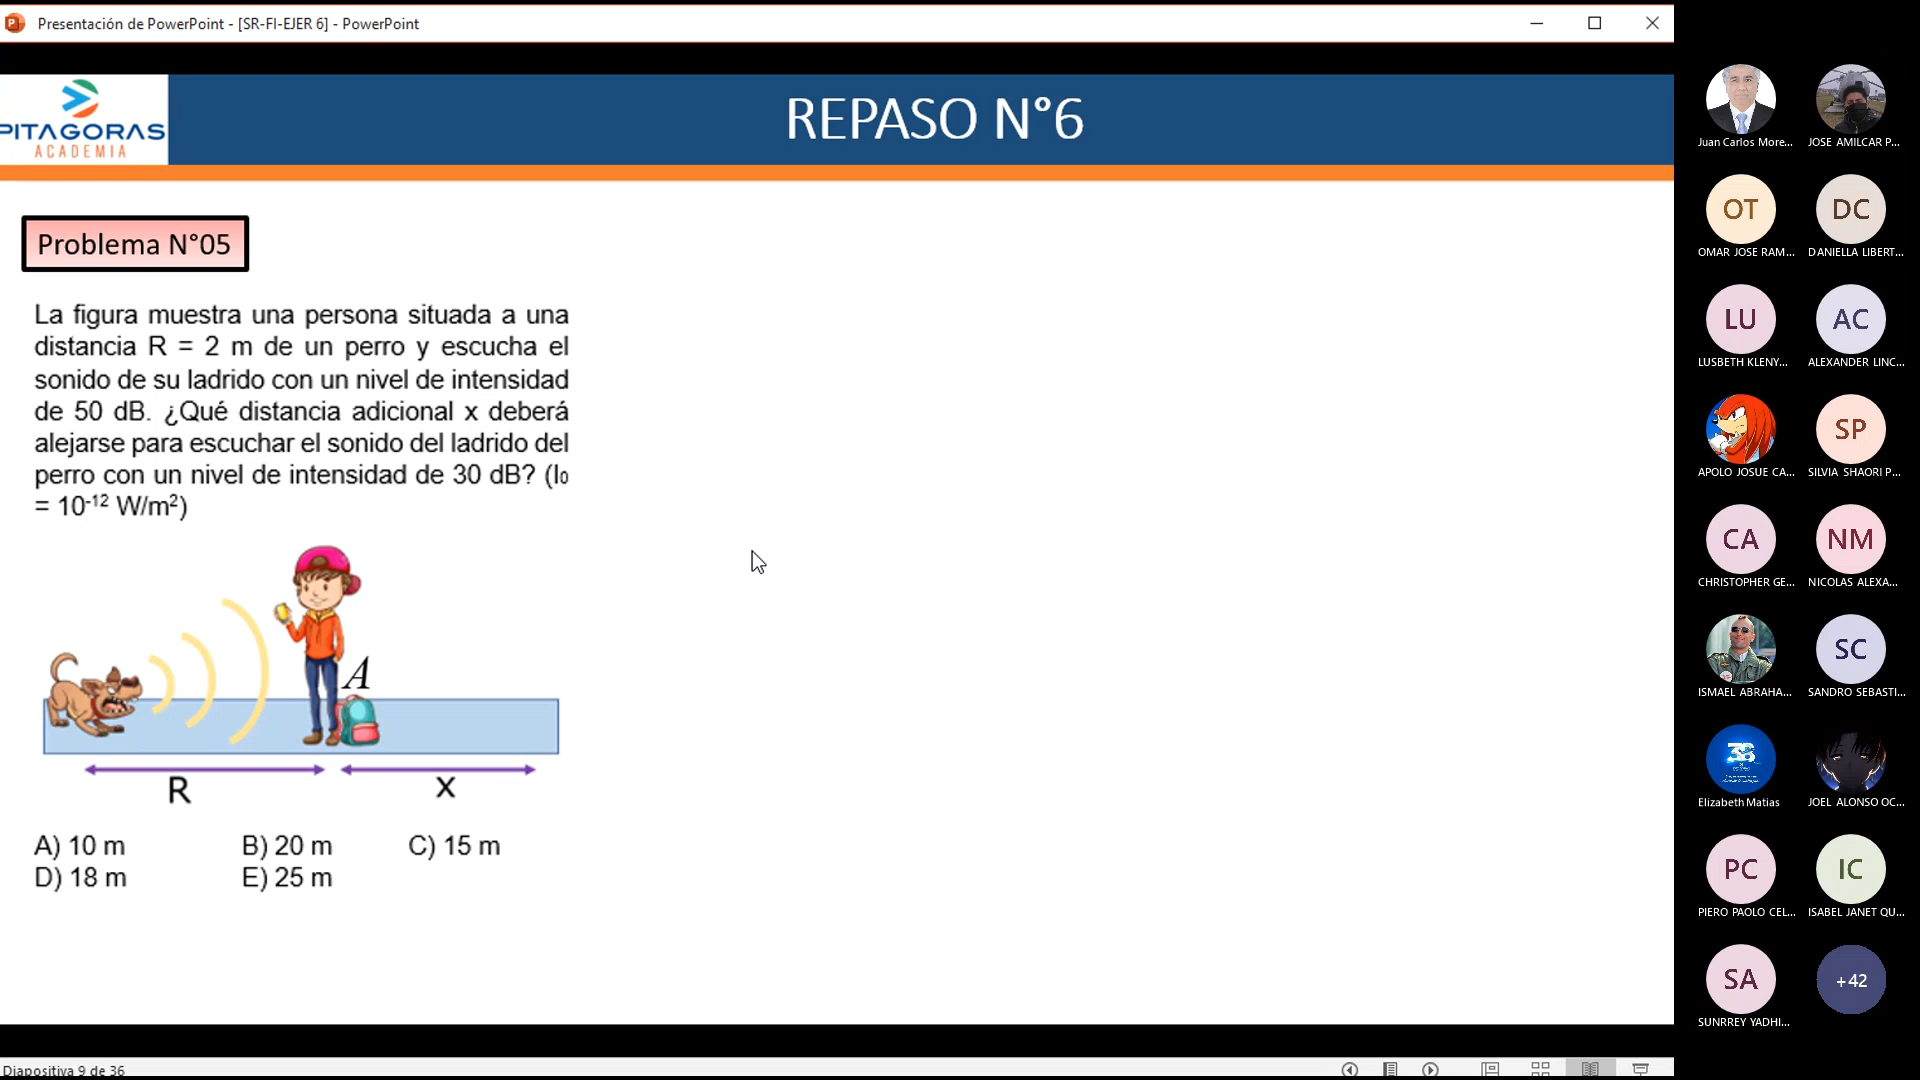 Presentación de PowerPoint - [SR-FI-EJER 6] - PowerPoint
PITAGORAS
ACADEMIA
REPASO N°6
Problema N°05
La figura muestra una persona situada a una
distancia R = 2 m de un perro y escucha el
sonido de su ladrido con un nivel de intensidad
de 50 dB. ¿Qué distancia adicional x deberá
alejarse para escuchar el sonido del ladrido del
perro con un nivel de intensidad de 30 dB? (I₀
= 10⁻¹² W/m²)
A
R
x
A) 10 m B) 20 m C) 15 m
D) 18 m E) 25 m
Diapositiva 9 de 36
Juan Carlos More... JOSE AMILCAR P...
OT DC
OMAR JOSE RAM... DANIELLA LIBERT...
LU AC
LUSBETH KLENY... ALEXANDER LINC...
SP
APOLO JOSUE CA... SILVIA SHAORI P...
CA NM
CHRISTOPHER GE... NICOLAS ALEXA...
SC
ISMAEL ABRAHA... SANDRO SEBASTI...
Elizabeth Matias JOEL ALONSO OC...
PC IC
PIERO PAOLO CEL... ISABEL JANET QU...
SA +42
SUNRREY YADHI...